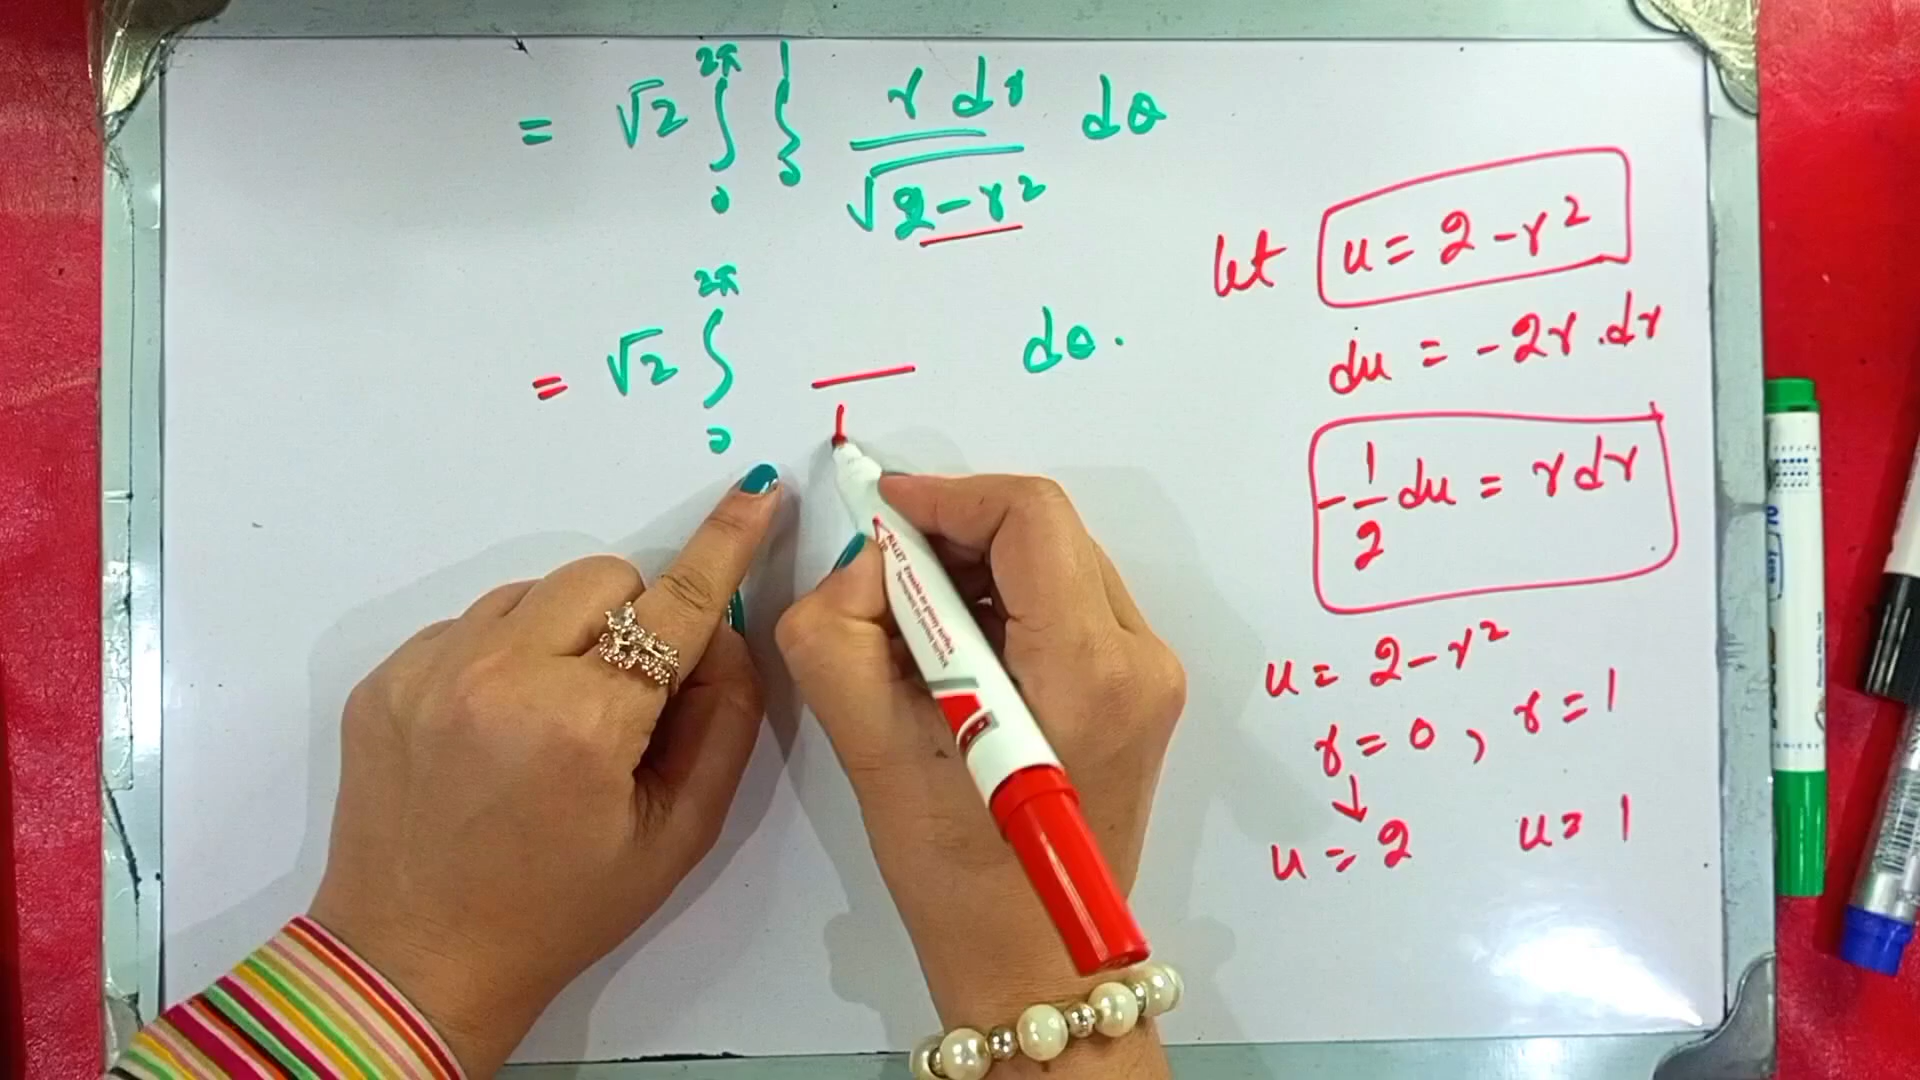 = √2 ∫₀^2π ∫₀^1 r dr / √(2-r²) dθ
= √2 ∫₀^2π dθ.
let u = 2-r²
du = -2r.dr
-1/2 du = r dr
u = 2-r²
r = 0, r = 1
↓
u = 2 u = 1
BULLET